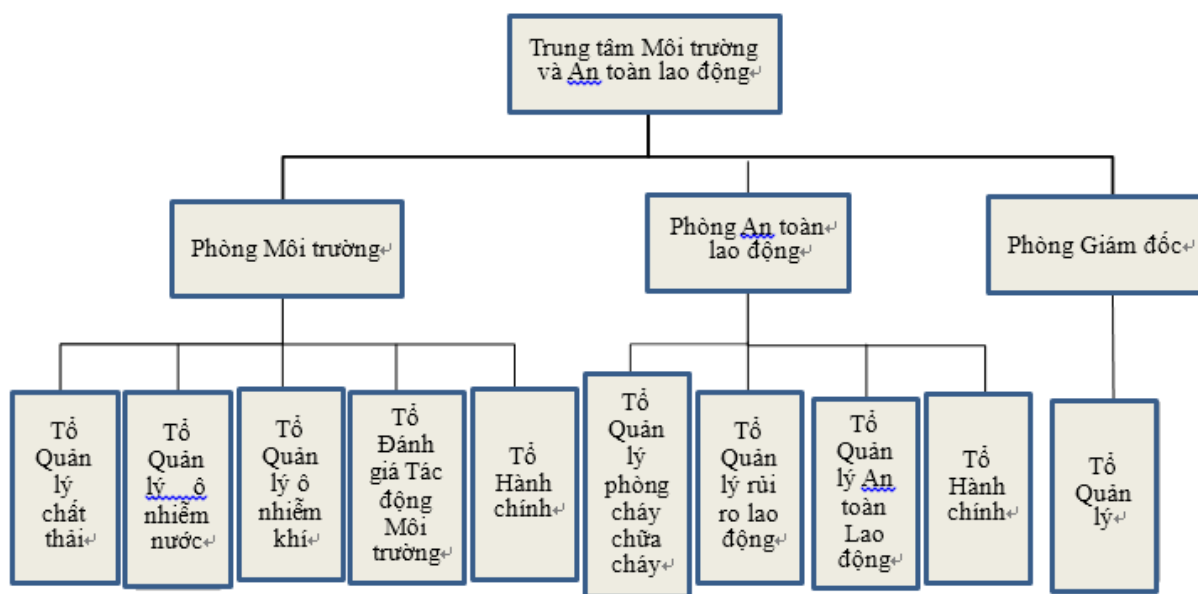 Trung tâm Môi trường
và An toàn lao động
Phòng Môi trường
Phòng An toàn
lao động
Phòng Giám đốc
Tổ
Quản
lý
chất
thải
Tổ
Quản
lý ô
nhiễm
nước
Tổ
Quản
lý ô
nhiễm
khí
Tổ
Đánh
giá Tác
động
Môi
trường
Tổ
Hành
chính
Tổ
Quản
lý
phòng
cháy
chữa
cháy
Tổ
Quản
lý rủi
ro lao
động
Tổ
Quản
lý An
toàn
Lao
động
Tổ
Hành
chính
Tổ
Quản
lý